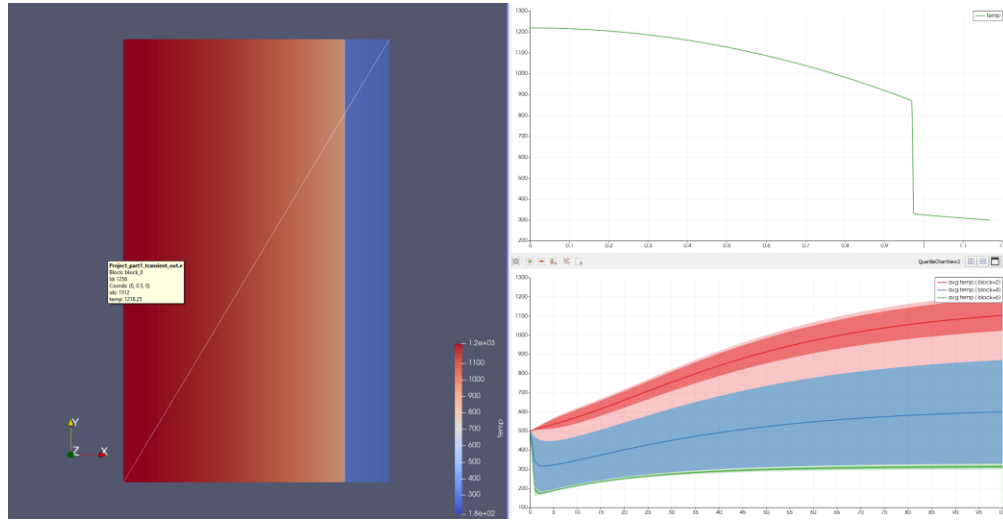 Project_part1_transient_out.e
Block: block_0
Id: 1256
Coords: (0, 0.5, 0)
ids: 1512
temp: 1218.25
Y
Z
X
1.2e+03
1100
1000
900
800
700
600
500
400
300
1.8e+02
Temp
temp
1300
1200
1100
1000
900
800
700
600
500
400
300
200
0 0.1 0.2 0.3 0.4 0.5 0.6 0.7 0.8 0.9 1 1.1
QuartileChartView2
avg temp ( block=2)
avg temp ( block=4)
avg temp ( block=6)
1300
1200
1100
1000
900
800
700
600
500
400
300
200
100
0 5 10 15 20 25 30 35 40 45 50 55 60 65 70 75 80 85 90 95